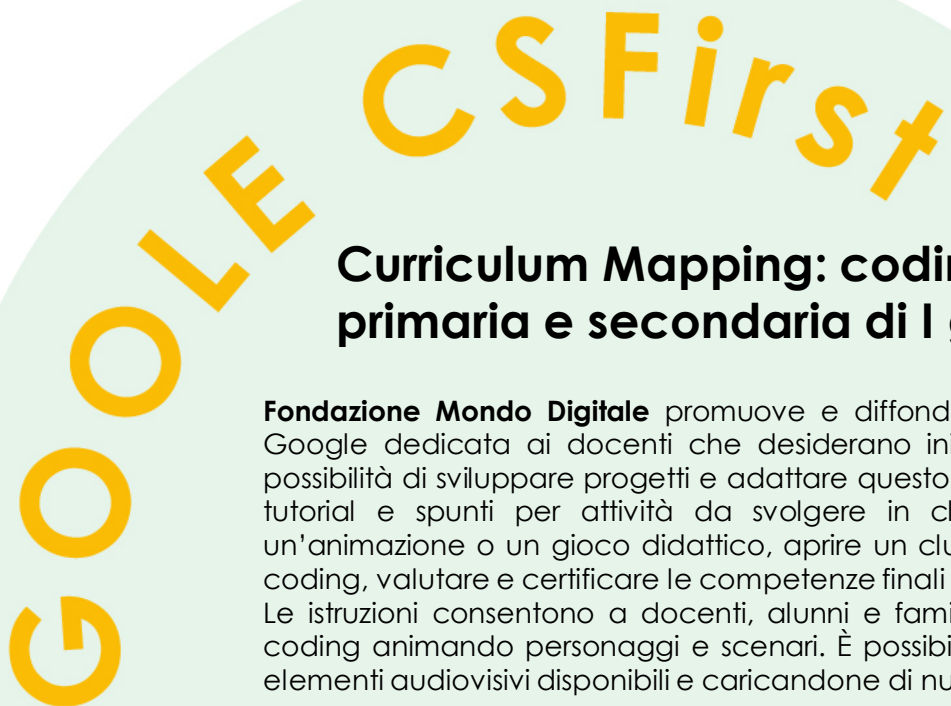 GOOLE CSFirst
Curriculum Mapping: codin
primaria e secondaria di I g
Fondazione Mondo Digitale promuove e diffond
Google dedicata ai docenti che desiderano ini
possibilità di sviluppare progetti e adattare questo
tutorial e spunti per attività da svolgere in cl
un’animazione o un gioco didattico, aprire un clu
coding, valutare e certificare le competenze finali
Le istruzioni consentono a docenti, alunni e fami
coding animando personaggi e scenari. È possibi
elementi audiovisivi disponibili e caricandone di nu